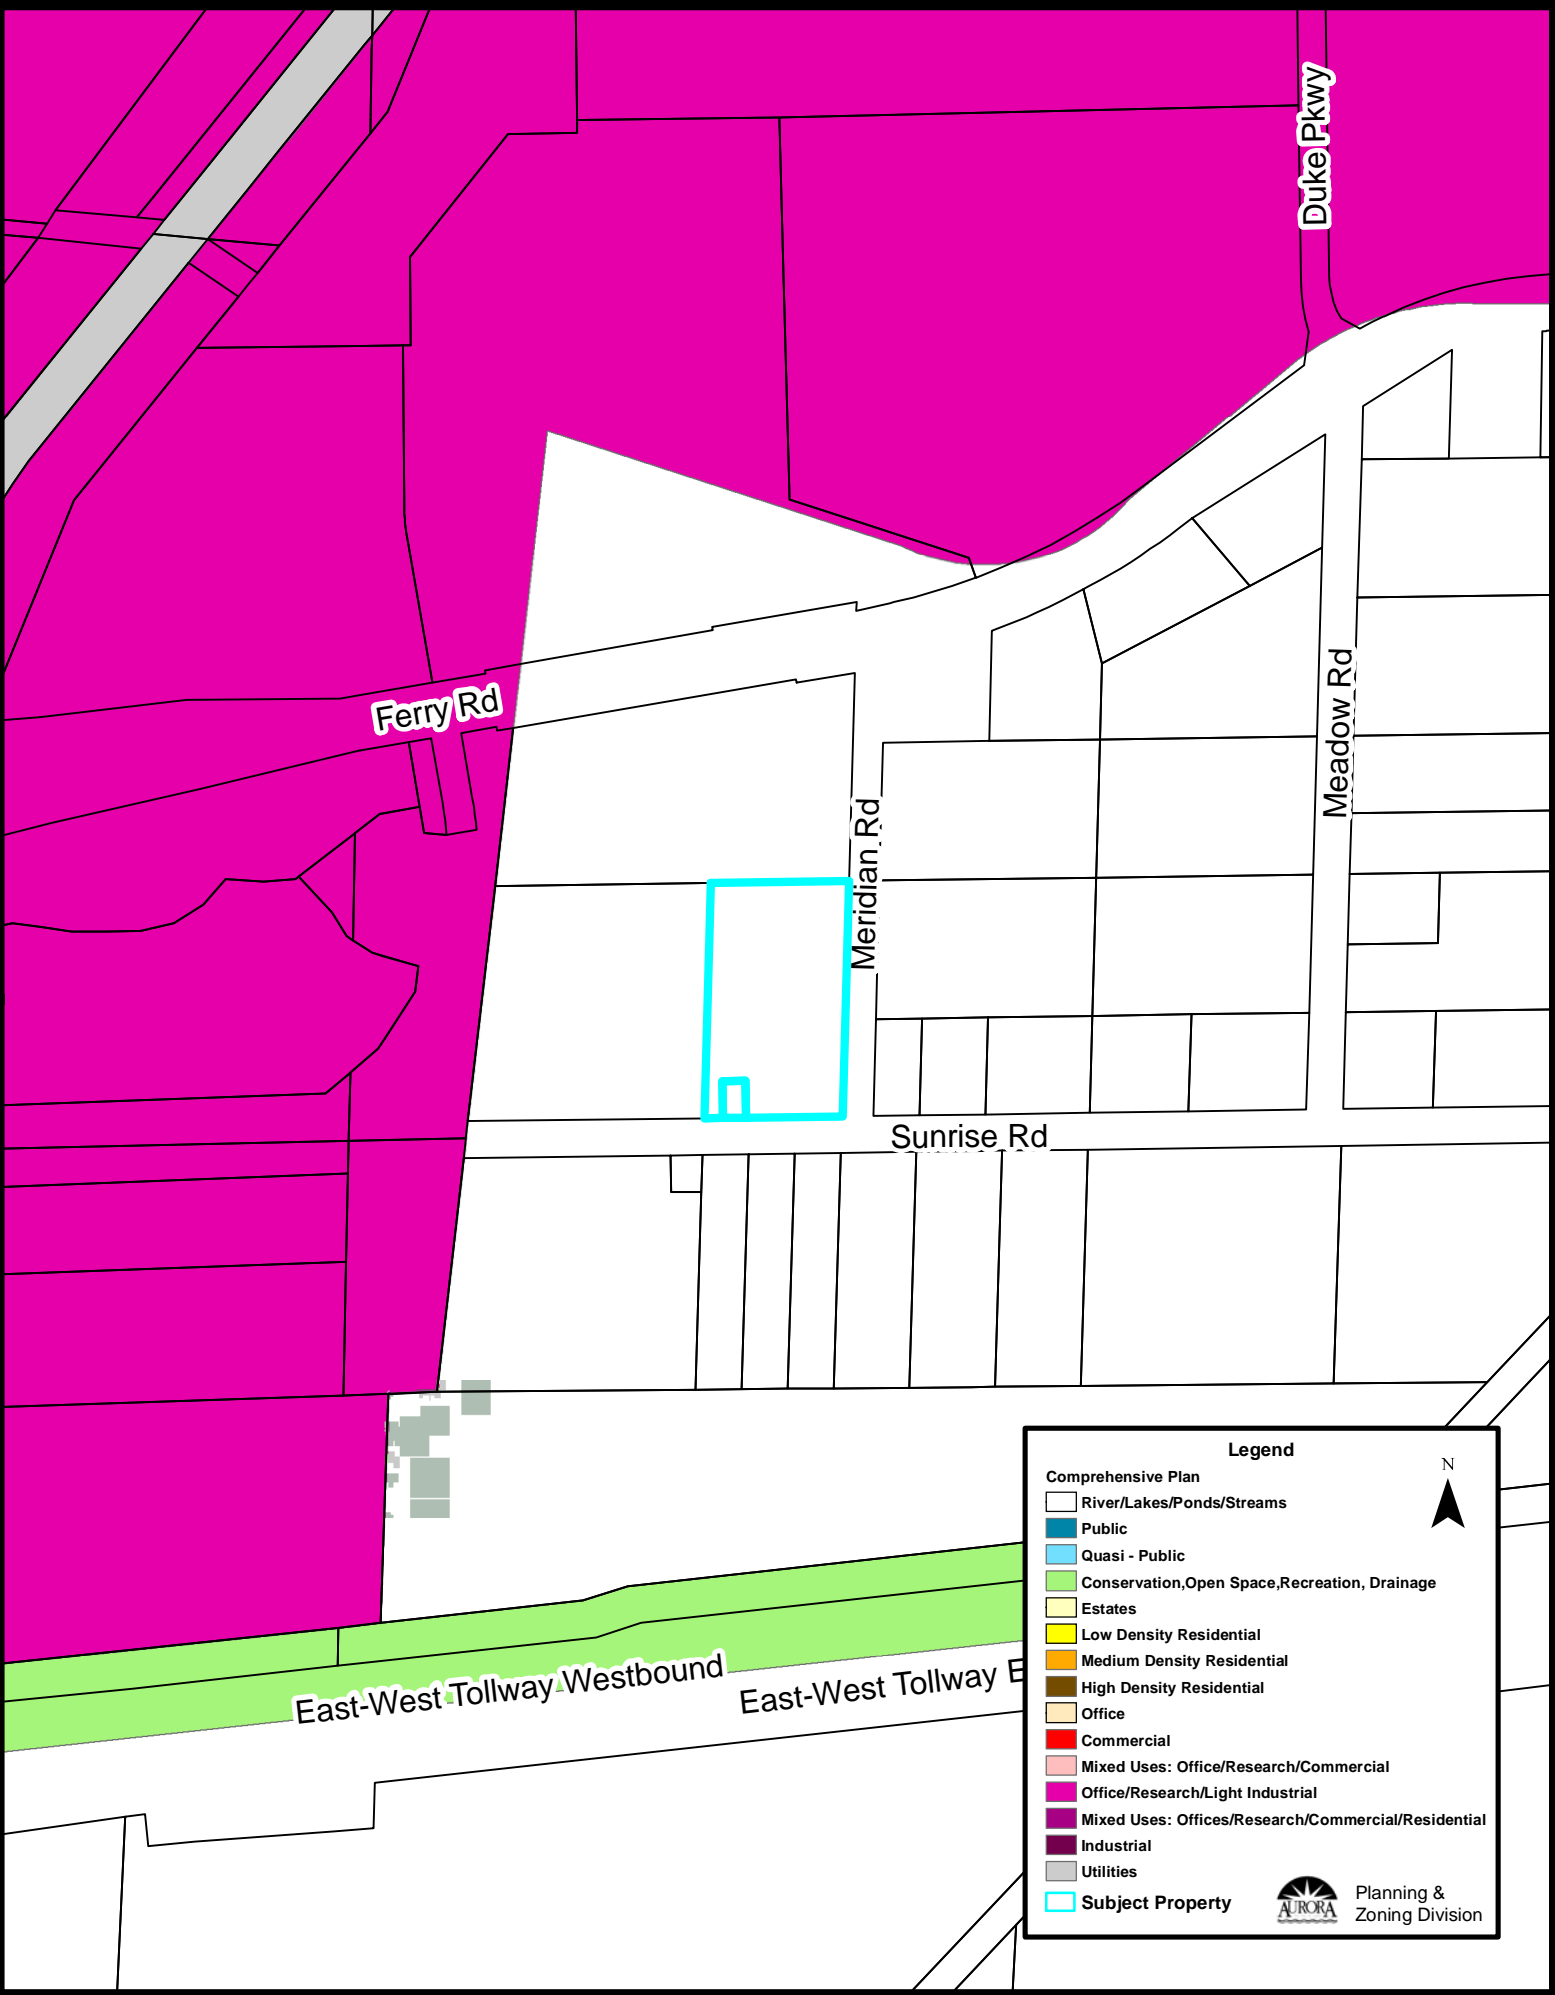 Duke Pkwy
Ferry Rd
Meadow Rd
Meridian Rd
Sunrise Rd
East-West Tollway Westbound
East-West Tollway E
Legend
Comprehensive Plan
N
River/Lakes/Ponds/Streams
Public
Quasi - Public
Conservation,Open Space,Recreation, Drainage
Estates
Low Density Residential
Medium Density Residential
High Density Residential
Office
Commercial
Mixed Uses: Office/Research/Commercial
Office/Research/Light Industrial
Mixed Uses: Offices/Research/Commercial/Residential
Industrial
Utilities
Subject Property
AURORA
Planning &
Zoning Division